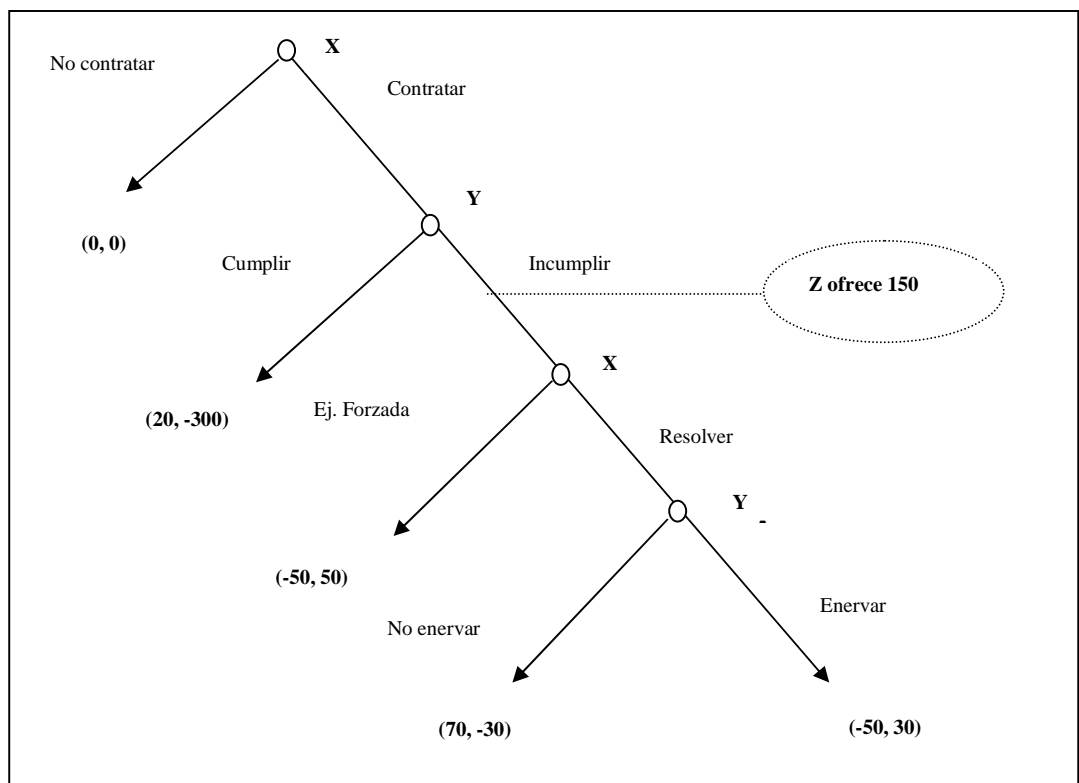 X
No contratar
Contratar
Y
(0, 0)
Cumplir
Incumplir
Z ofrece 150
X
(20, -300)
Ej. Forzada
Resolver
Y -
(-50, 50)
Enervar
No enervar
(70, -30)
(-50, 30)